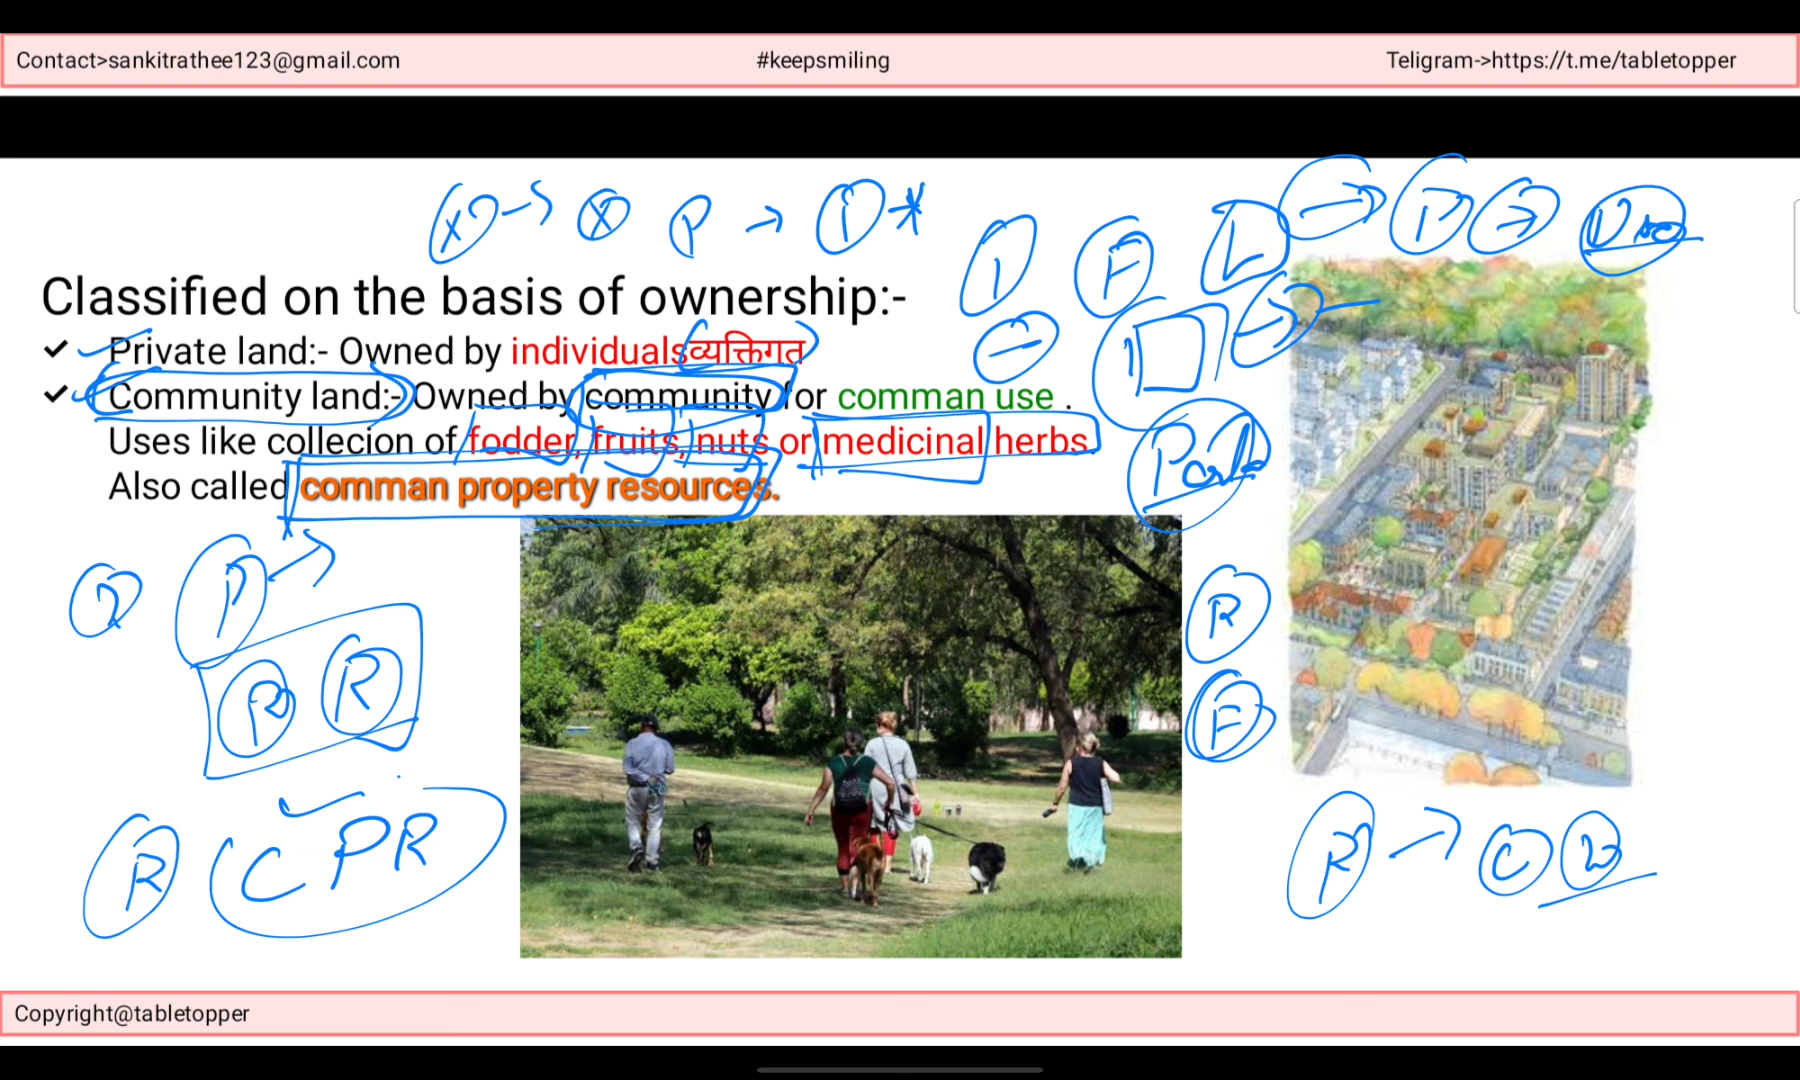 Contact>sankitrathee123@gmail.com #keepsmiling Teligram->https://t.me/tabletopper
Classified on the basis of ownership:-
✔ Private land:- Owned by individualsव्यक्तिगत
✔ Community land:- Owned by community for comman use .
Uses like collecion of fodder, fruits, nuts or medicinal herbs.
Also called comman property resources.
P → P *
P F L → P →
Park
P →
P R
R
F
R CPR
R →
Copyright@tabletopper